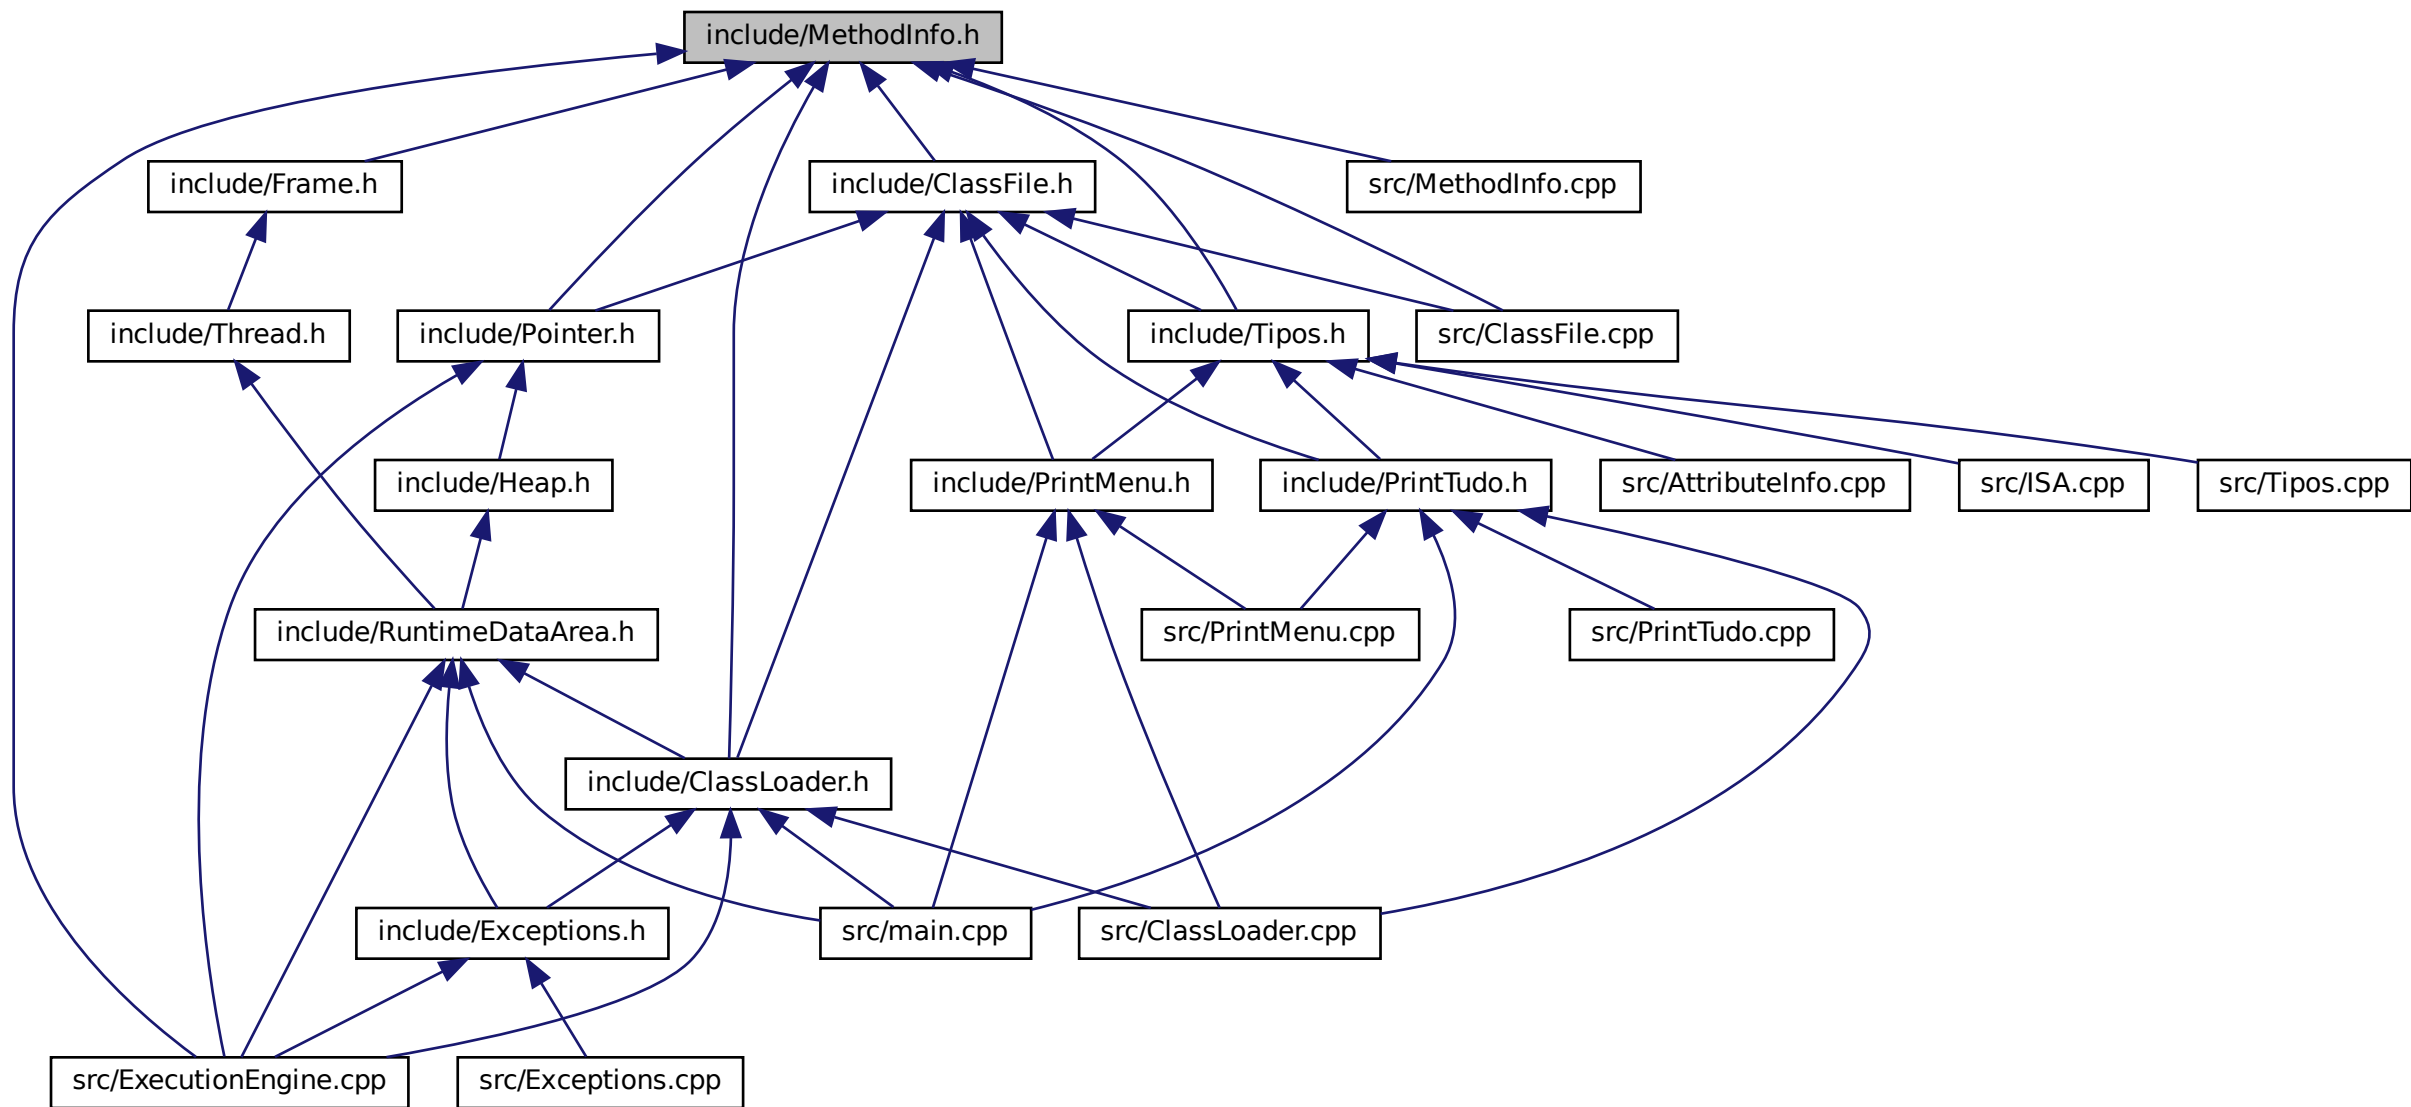 include/MethodInfo.h
include/Frame.h
include/ClassFile.h
src/MethodInfo.cpp
include/Thread.h
include/Pointer.h
include/Tipos.h
src/ClassFile.cpp
include/Heap.h
include/PrintMenu.h
include/PrintTudo.h
src/AttributeInfo.cpp
src/ISA.cpp
src/Tipos.cpp
include/RuntimeDataArea.h
src/PrintMenu.cpp
src/PrintTudo.cpp
include/ClassLoader.h
include/Exceptions.h
src/main.cpp
src/ClassLoader.cpp
src/ExecutionEngine.cpp
src/Exceptions.cpp